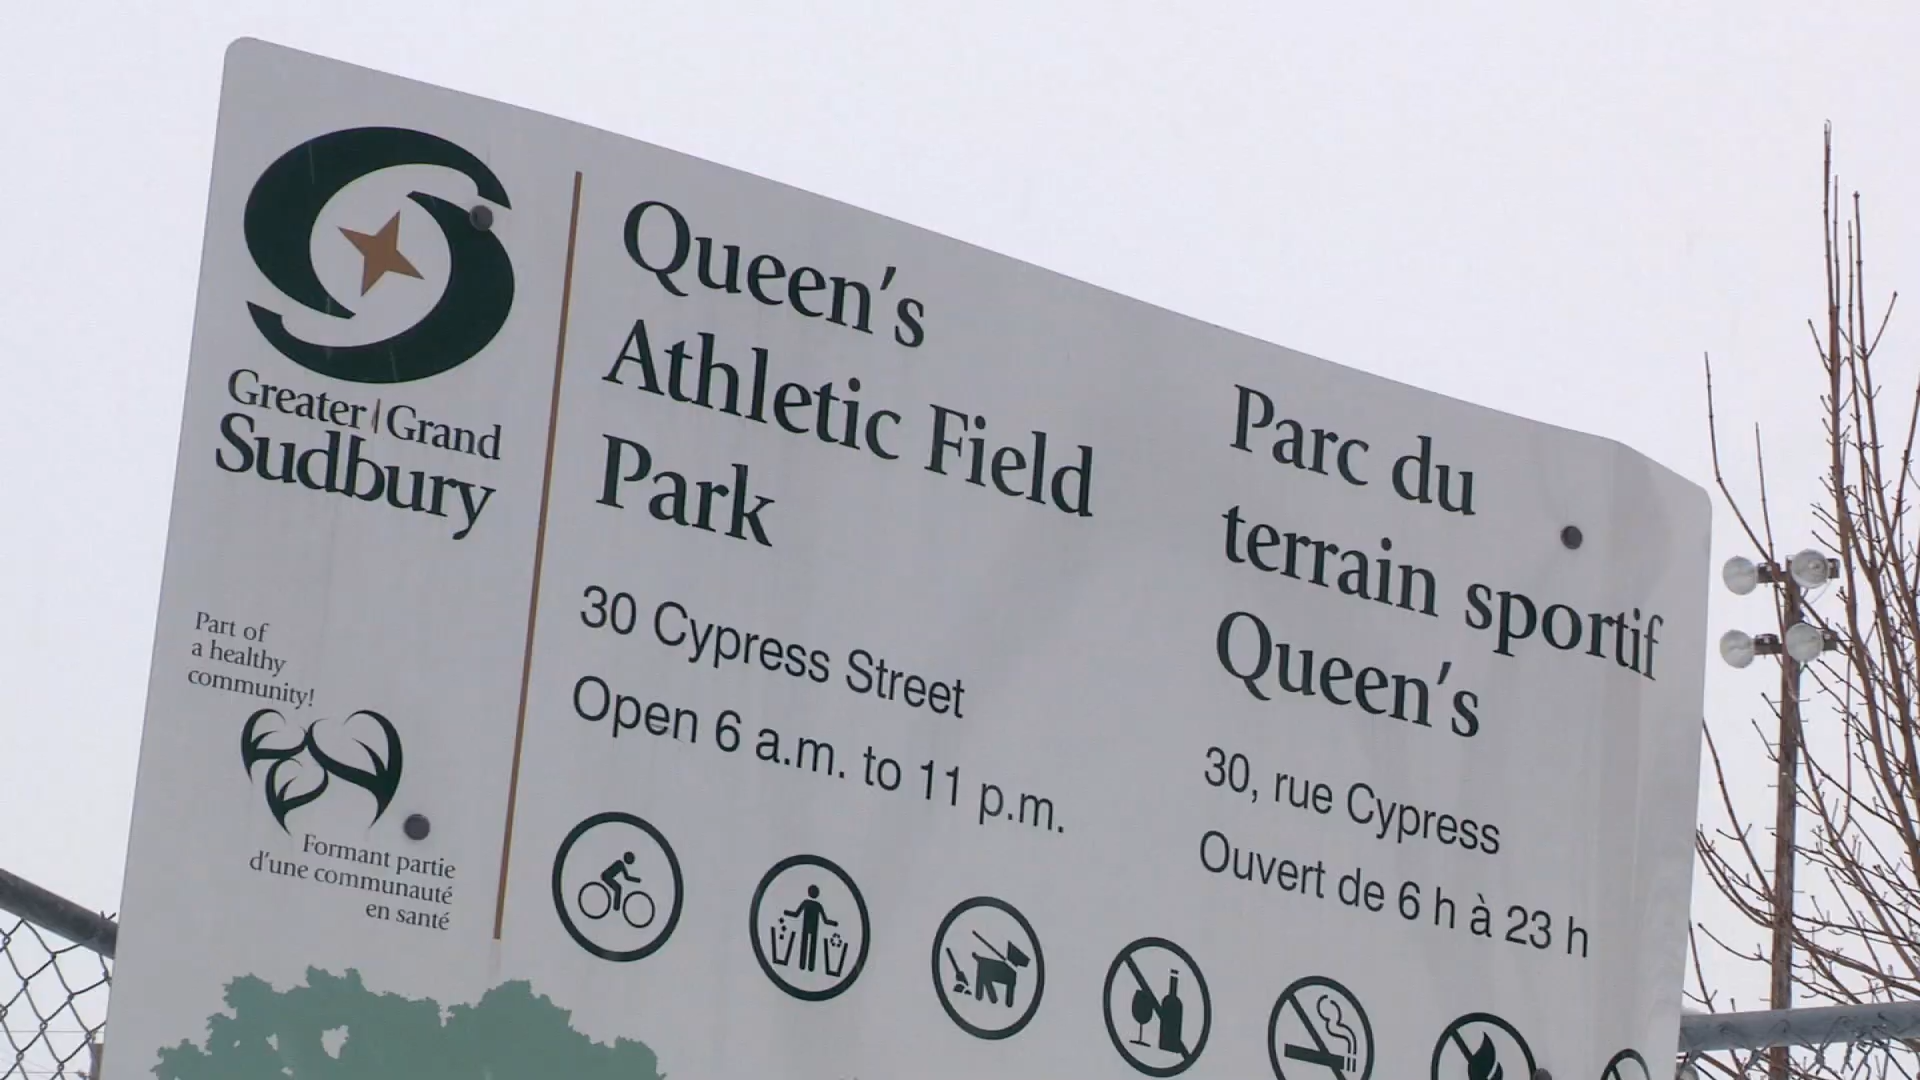 Greater | Grand
Sudbury
Part of
a healthy
community!
Formant partie
d'une communauté
en santé
Queen's
Athletic Field
Park
30 Cypress Street
Open 6 a.m. to 11 p.m.
Parc du
terrain sportif
Queen's
30, rue Cypress
Ouvert de 6 h à 23 h